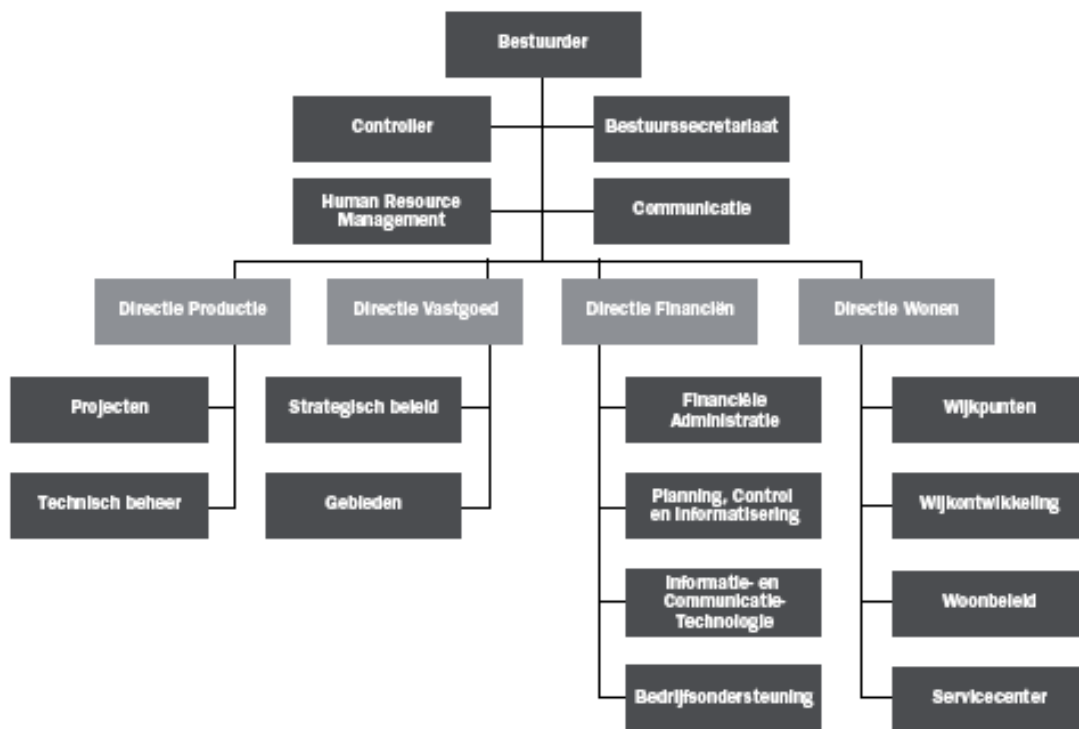 Bestuurder
Controller
Bestuurssecretariaat
Human Resource
Management
Communicatie
Directie Productie
Directie Vastgoed
Directie Financiën
Directie Wonen
Projecten
Strategisch beleid
Financiële
Administratie
Wijkpunten
Technisch beheer
Gebieden
Planning, Control
en Informatisering
Wijkontwikkeling
Informatie- en
Communicatie-
Technologie
Woonbeleid
Bedrijfsondersteuning
Servicecenter